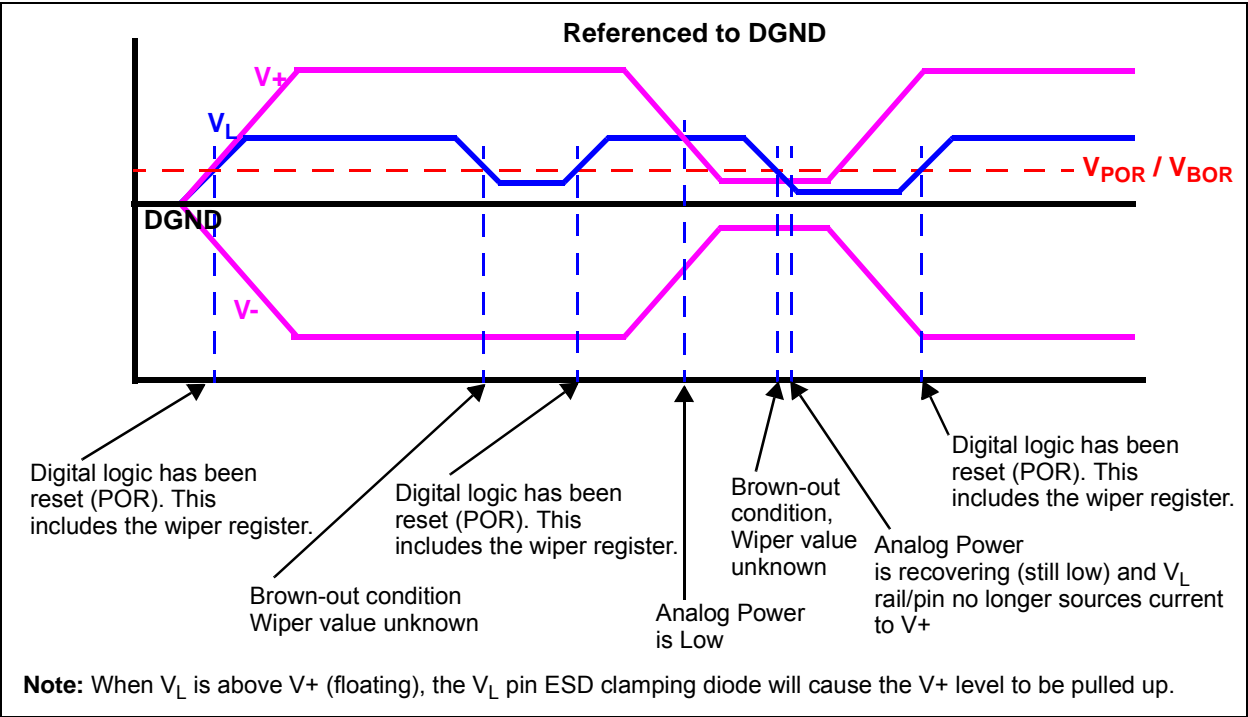 Referenced to DGND
V+
VL
VPOR / VBOR
DGND
V-
Digital logic has been
reset (POR). This
includes the wiper register.
Brown-out condition
Wiper value unknown
Digital logic has been
reset (POR). This
includes the wiper register.
Analog Power
is Low
Brown-out
condition,
Wiper value
unknown
Analog Power
is recovering (still low) and VL
rail/pin no longer sources current
to V+
Digital logic has been
reset (POR). This
includes the wiper register.
Note: When VL is above V+ (floating), the VL pin ESD clamping diode will cause the V+ level to be pulled up.